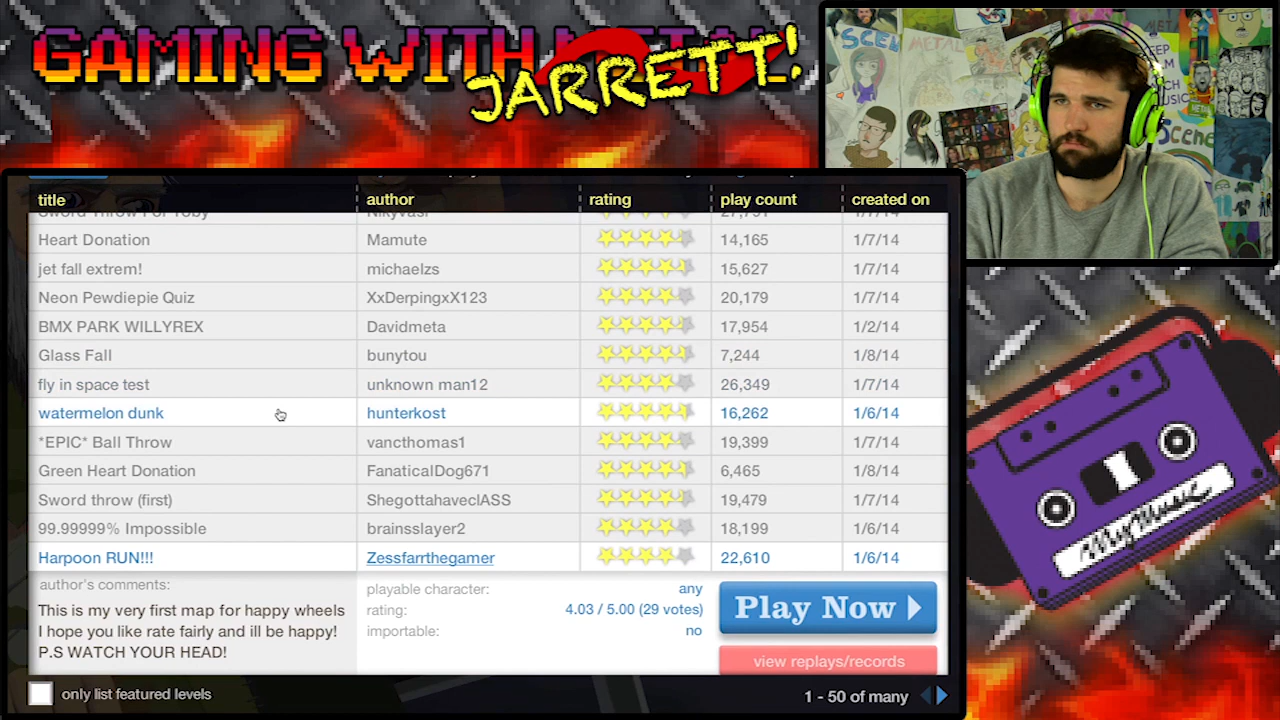 GAMING WITH
JARRETT!
SCEN
METAL
KEEP
MUSIC
Scene
title author rating play count created on
Heart Donation Mamute 14,165 1/7/14
jet fall extrem! michaelzs 15,627 1/7/14
Neon Pewdiepie Quiz XxDerpingxX123 20,179 1/7/14
BMX PARK WILLYREX Davidmeta 17,954 1/2/14
Glass Fall bunytou 7,244 1/8/14
fly in space test unknown man12 26,349 1/7/14
watermelon dunk hunterkost 16,262 1/6/14
*EPIC* Ball Throw vancthomas1 19,399 1/7/14
Green Heart Donation FanaticalDog671 6,465 1/8/14
Sword throw (first) ShegottahaveclASS 19,479 1/7/14
99.99999% Impossible brainsslayer2 18,199 1/6/14
Harpoon RUN!!! Zessfarrthegamer 22,610 1/6/14
author's comments:
This is my very first map for happy wheels
I hope you like rate fairly and ill be happy!
P.S WATCH YOUR HEAD!
playable character: any
rating: 4.03 / 5.00 (29 votes)
importable: no
Play Now
view replays/records
only list featured levels
1 - 50 of many
MyMusic